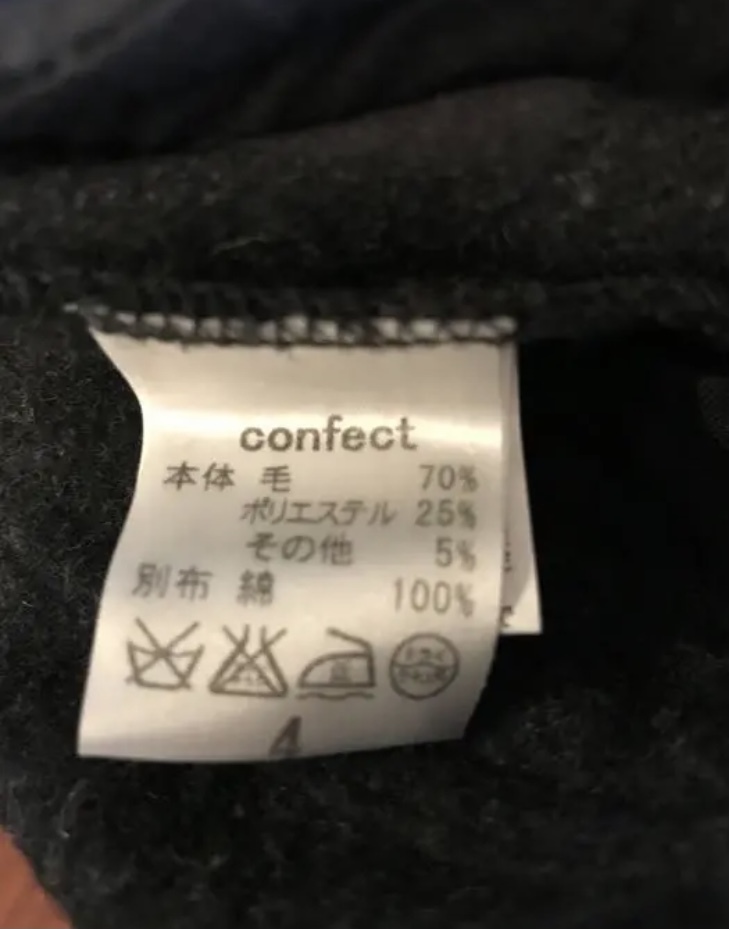 confect
本体 毛 70%
ポリエステル 25%
その他 5%
別布 綿 100%
4